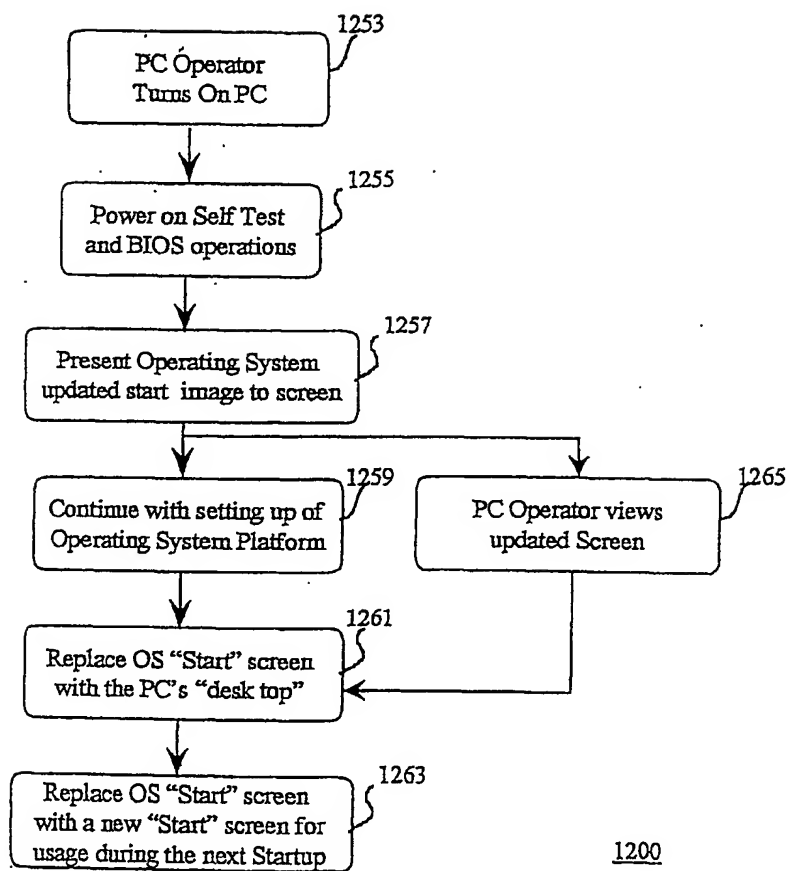 1253
PC Operator
Turns On PC
1255
Power on Self Test
and BIOS operations
1257
Present Operating System
updated start image to screen
1259
Continue with setting up of
Operating System Platform
1265
PC Operator views
updated Screen
1261
Replace OS “Start” screen
with the PC’s “desk top”
1263
Replace OS “Start” screen
with a new “Start” screen for
usage during the next Startup
1200